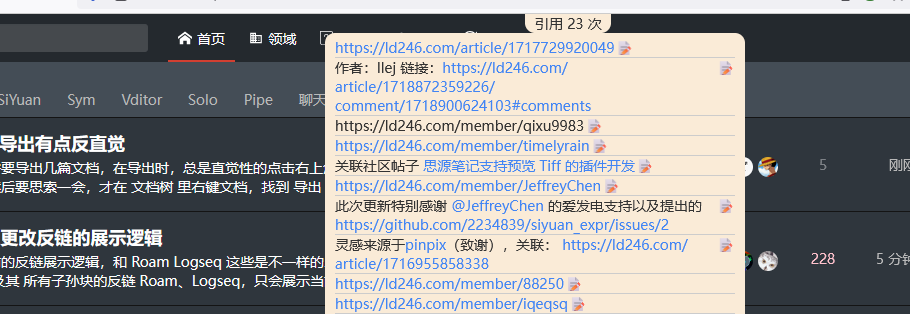 引用 23 次
首页
领域
https://ld246.com/article/1717729920049
作者：llej 链接：https://ld246.com/
article/1718872359226/
comment/1718900624103#comments
https://ld246.com/member/qixu9983
https://ld246.com/member/timelyrain
关联社区帖子 思源笔记支持预览 Tiff 的插件开发
https://ld246.com/member/JeffreyChen
此次更新特别感谢 @JeffreyChen 的爱发电支持以及提出的
https://github.com/2234839/siyuan_expr/issues/2
灵感来源于pinpix（致谢），关联： https://ld246.com/
article/1716955858338
https://ld246.com/member/88250
https://ld246.com/member/iqeqsq
SiYuan Sym Vditor Solo Pipe 聊天
导出有点反直觉
要导出几篇文档，在导出时，总是直觉性的点击右上
后要思索一会，才在 文档树 里右键文档，找到 导出
5 刚刚
更改反链的展示逻辑
的反链展示逻辑，和 Roam Logseq 这些是不一样的
及其 所有子孙块的反链 Roam、Logseq，只会展示当
228 5 分钟